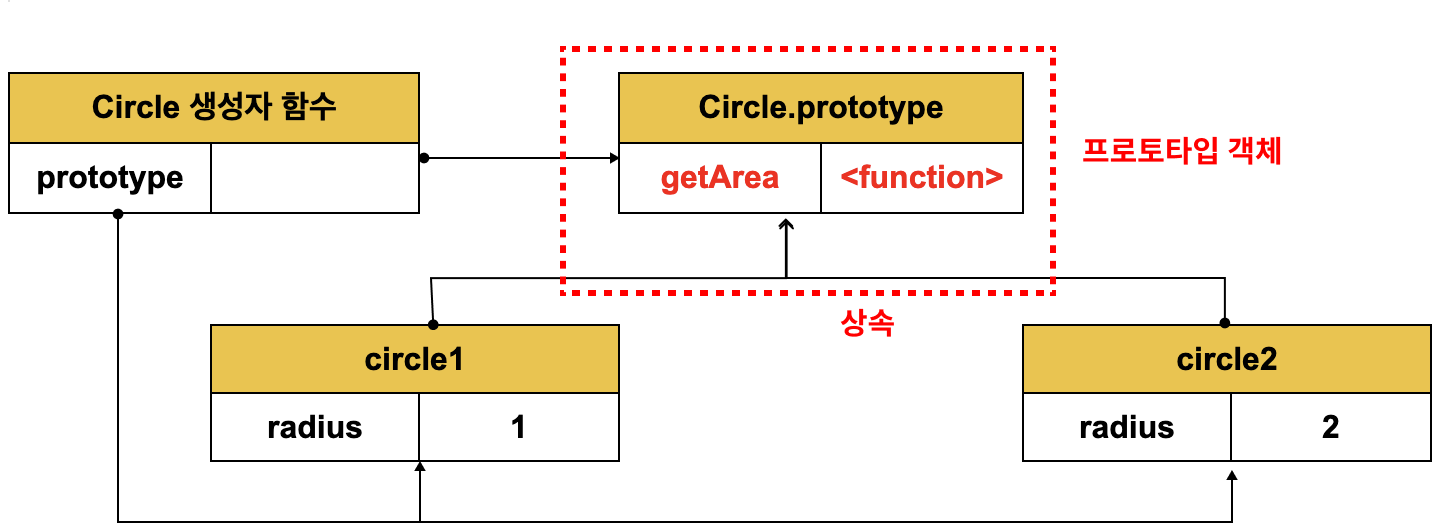 Circle 생성자 함수
prototype
Circle.prototype
getArea <function>
프로토타입 객체
상속
circle1
radius 1
circle2
radius 2